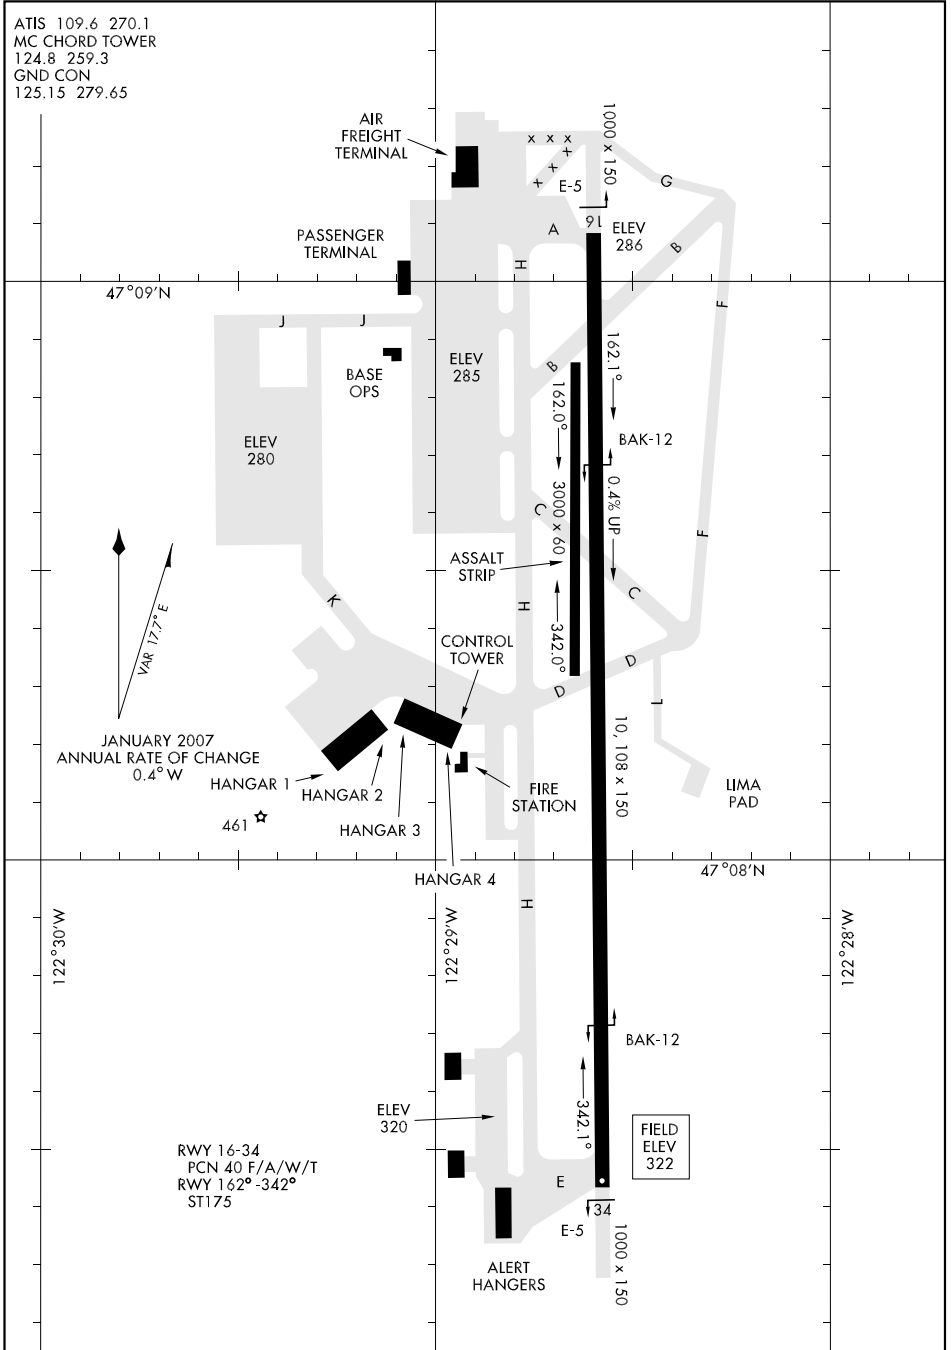 ATIS 109.6 270.1
MC CHORD TOWER
124.8 259.3
GND CON
125.15 279.65
AIR
FREIGHT
TERMINAL
x x x
x
x
x
1000 x 150
G
E-5
16
A
ELEV
286
B
PASSENGER
TERMINAL
H
47°09'N
F
J
J
BASE
OPS
ELEV
285
B
162.1°
162.0°
ELEV
280
BAK-12
0.4% UP
C
3000 x 60
F
ASSALT
STRIP
VAR 17.7° E
K
H
C
342.0°
CONTROL
TOWER
D
D
L
JANUARY 2007
ANNUAL RATE OF CHANGE
0.4° W
10, 108 x 150
HANGAR 1
HANGAR 2
FIRE
STATION
LIMA
PAD
461
HANGAR 3
HANGAR 4
47°08'N
H
122°30'W
122°29'W
122°28'W
BAK-12
342.1°
ELEV
320
FIELD
ELEV
322
RWY 16-34
PCN 40 F/A/W/T
RWY 162°-342°
ST175
E
34
E-5
1000 x 150
ALERT
HANGERS